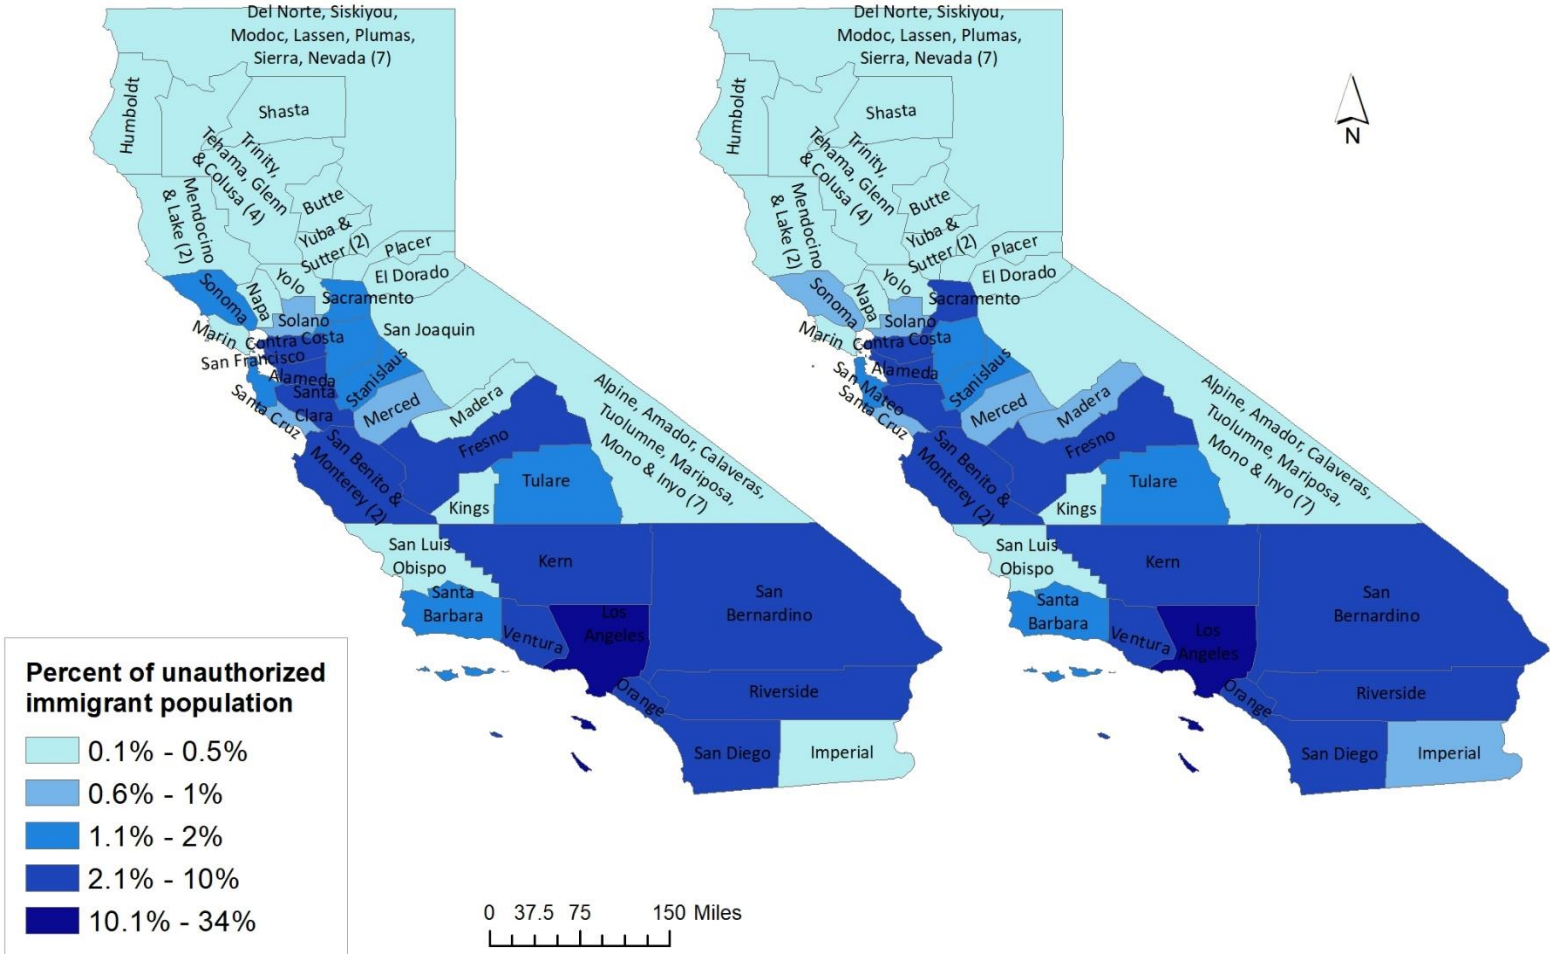 Del Norte, Siskiyou,
Modoc, Lassen, Plumas,
Sierra, Nevada (7)
Humboldt
Shasta
Trinity,
Tehama, Glenn
& Colusa (4)
Mendocino
& Lake (2)
Butte
Yuba &
Sutter (2)
Placer
El Dorado
Yolo
Napa
Sonoma
Sacramento
Solano
Marin
Contra Costa
San Joaquin
San Francisco
Alameda
Stanislaus
Santa
Clara
Santa Cruz
Merced
Madera
San Benito &
Monterey (2)
Fresno
Alpine, Amador, Calaveras,
Tuolumne, Mariposa,
Mono & Inyo (7)
Tulare
Kings
San Luis
Obispo
Kern
Santa
Barbara
Ventura
Los
Angeles
San
Bernardino
Orange
Riverside
San Diego
Imperial
Del Norte, Siskiyou,
Modoc, Lassen, Plumas,
Sierra, Nevada (7)
Humboldt
Shasta
Trinity,
Tehama, Glenn
& Colusa (4)
Mendocino
& Lake (2)
Butte
Yuba &
Sutter (2)
Placer
El Dorado
Yolo
Napa
Sonoma
Sacramento
Solano
Marin
Contra Costa
Alameda
San Mateo
Stanislaus
Santa Cruz
Merced
Madera
San Benito &
Monterey (2)
Fresno
Alpine, Amador, Calaveras,
Tuolumne, Mariposa,
Mono & Inyo (7)
Tulare
Kings
San Luis
Obispo
Kern
Santa
Barbara
Ventura
Los
Angeles
San
Bernardino
Orange
Riverside
San Diego
Imperial
N
Percent of unauthorized
immigrant population
0.1% - 0.5%
0.6% - 1%
1.1% - 2%
2.1% - 10%
10.1% - 34%
0 37.5 75 150 Miles